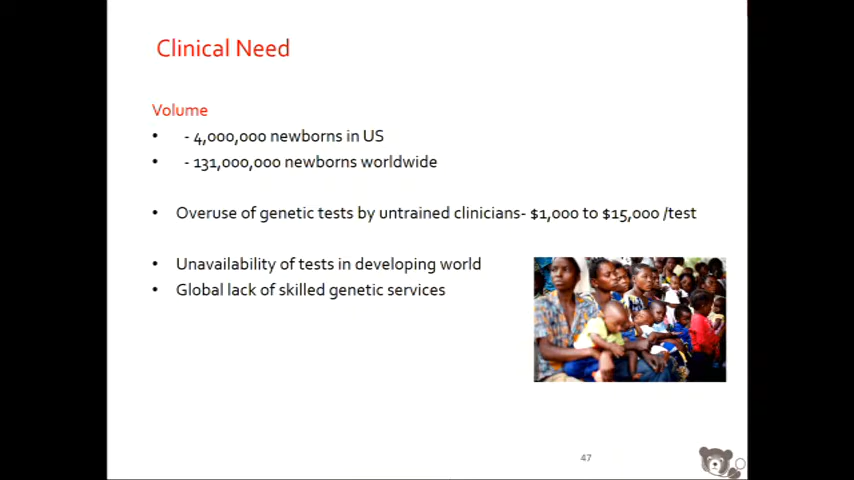 Clinical Need
Volume
• - 4,000,000 newborns in US
• - 131,000,000 newborns worldwide
• Overuse of genetic tests by untrained clinicians- $1,000 to $15,000 /test
• Unavailability of tests in developing world
• Global lack of skilled genetic services
47